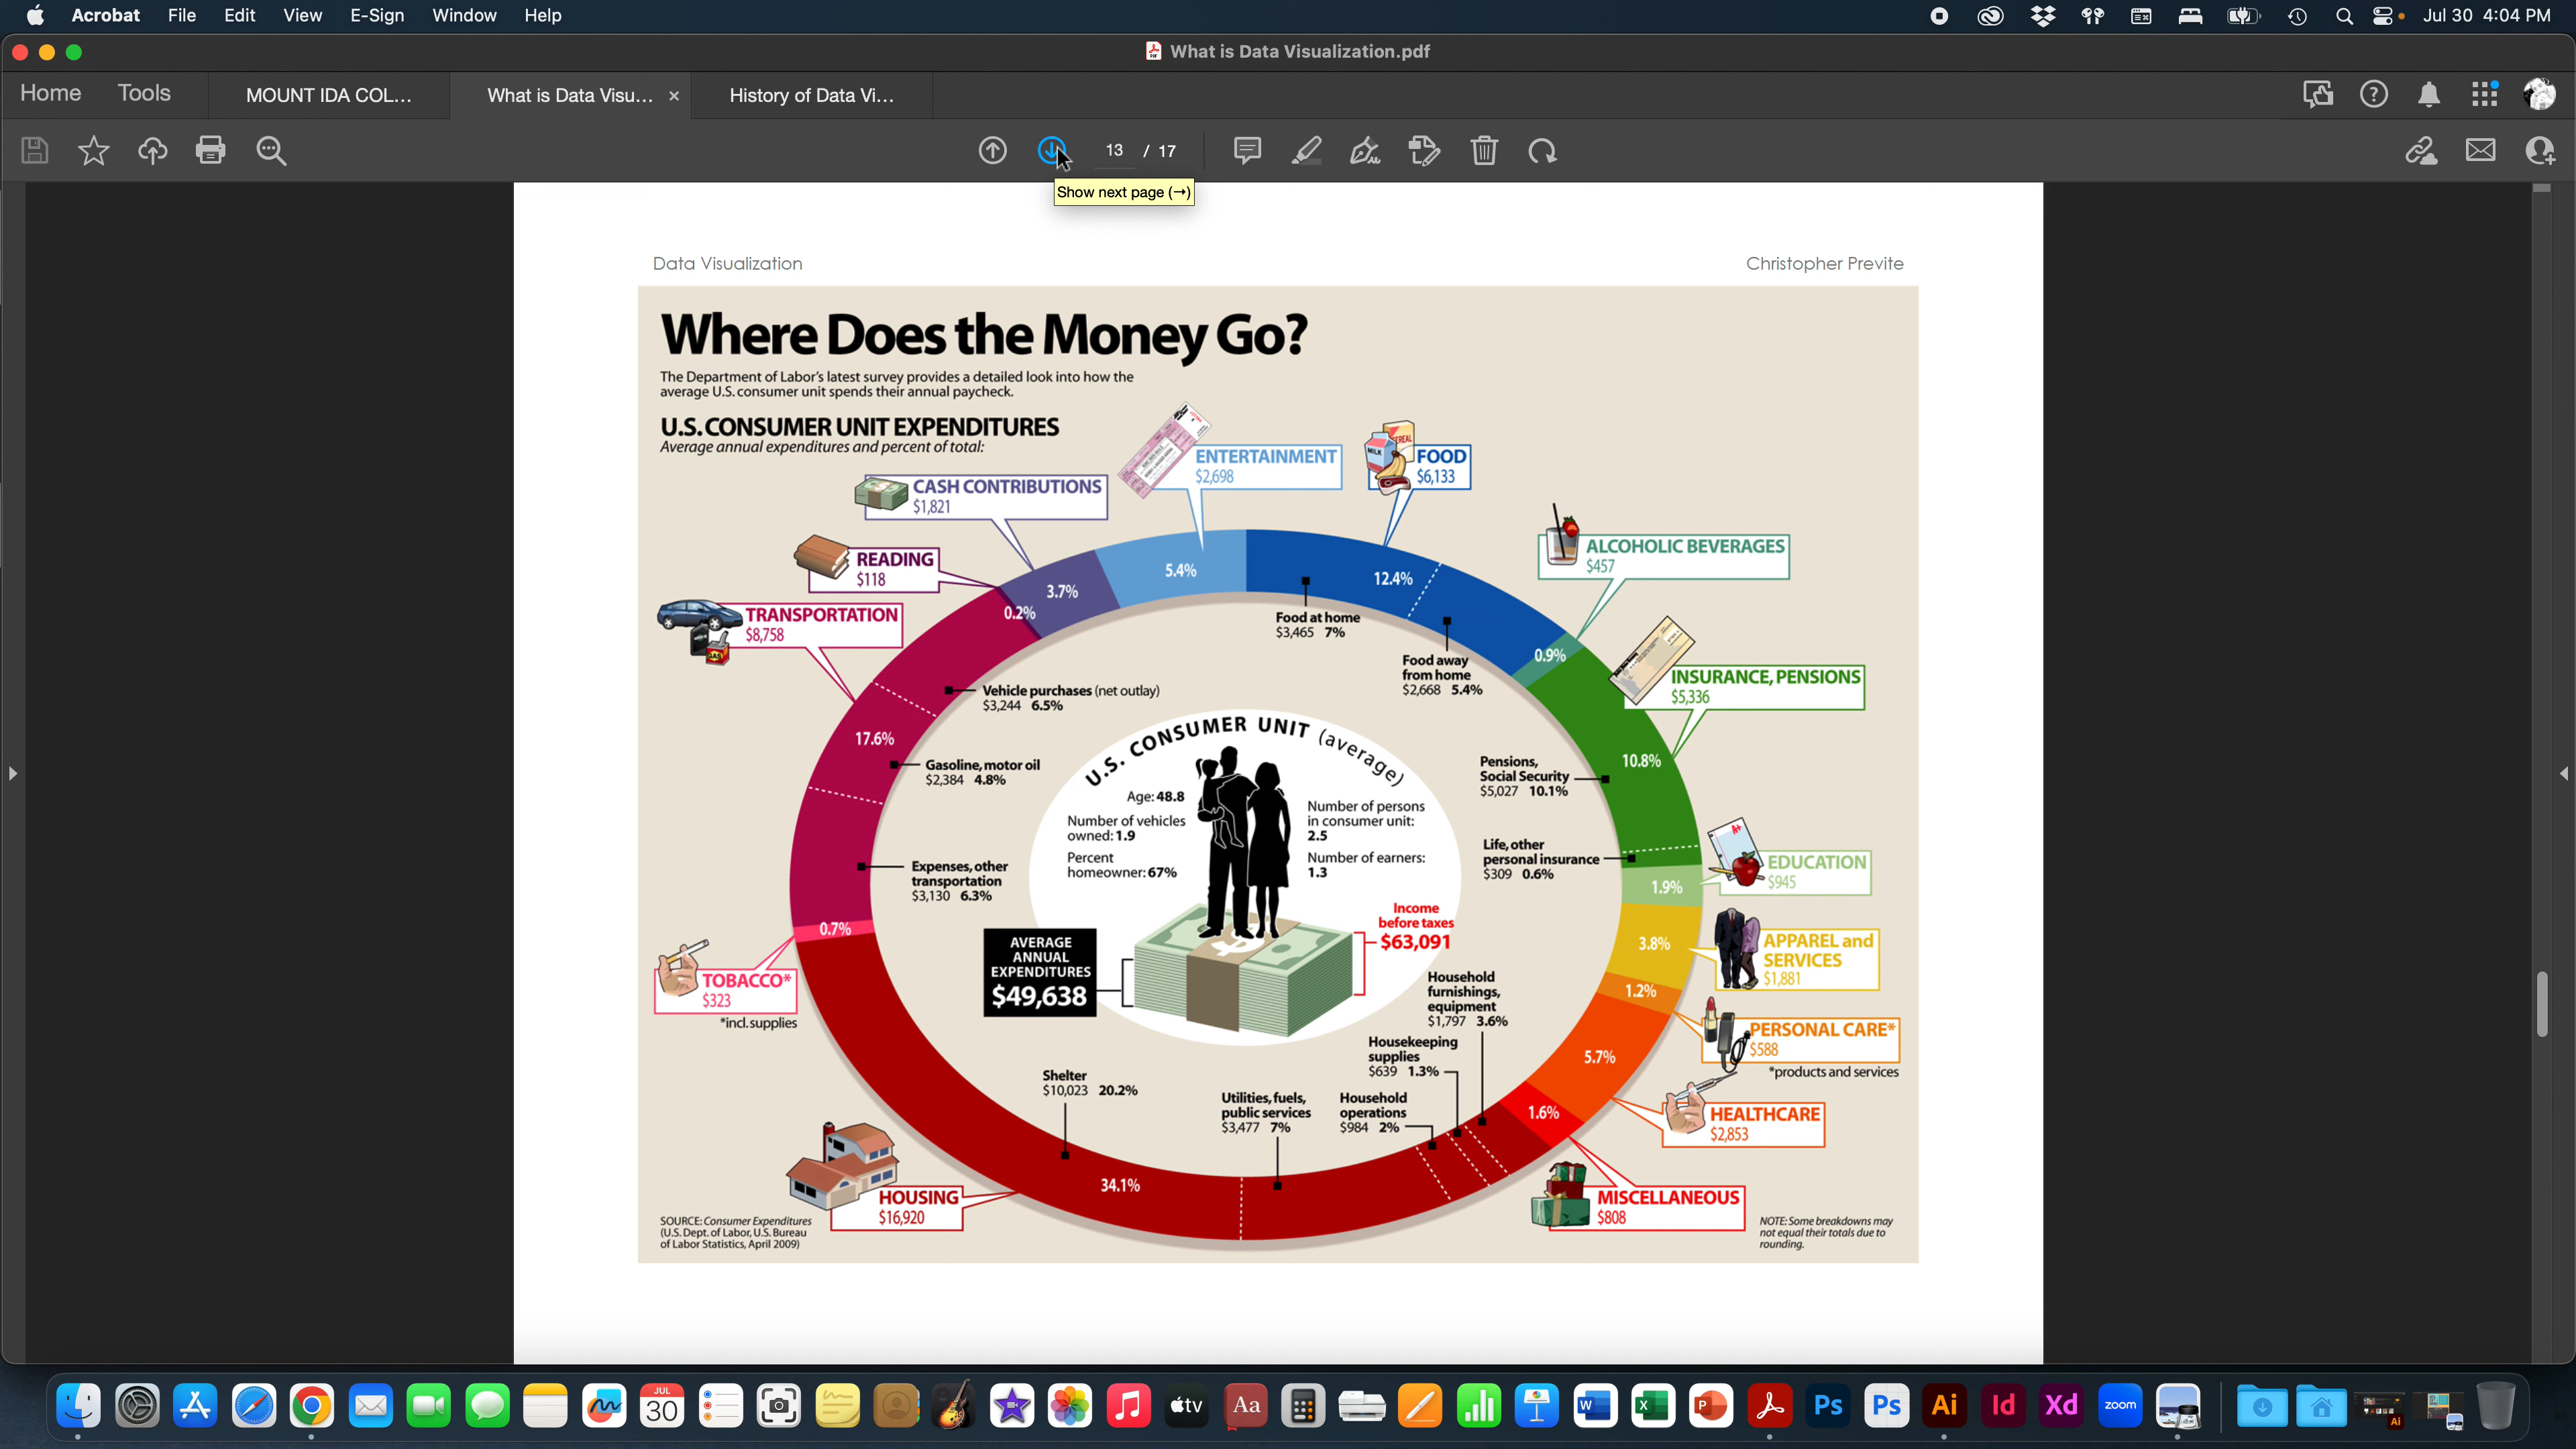 Acrobat File Edit View E-Sign Window Help
Jul 30 4:04 PM
What is Data Visualization.pdf
Home Tools MOUNT IDA COL... What is Data Visu... × History of Data Vi...
13 / 17
Show next page (→)
Data Visualization
Christopher Previte
Where Does the Money Go?
The Department of Labor's latest survey provides a detailed look into how the
average U.S. consumer unit spends their annual paycheck.
U.S. CONSUMER UNIT EXPENDITURES
Average annual expenditures and percent of total:
ENTERTAINMENT
$2,698
CEREAL
MILK
FOOD
$6,133
CASH CONTRIBUTIONS
$1,821
READING
$118
ALCOHOLIC BEVERAGES
$457
TRANSPORTATION
$8,758
GAS
INSURANCE, PENSIONS
$5,336
5.4%
12.4%
3.7%
0.2%
0.9%
17.6%
10.8%
1.9%
0.7%
3.8%
1.2%
5.7%
1.6%
34.1%
Food at home
$3,465 7%
Food away
from home
$2,668 5.4%
Vehicle purchases (net outlay)
$3,244 6.5%
Gasoline, motor oil
$2,384 4.8%
Expenses, other
transportation
$3,130 6.3%
Pensions,
Social Security
$5,027 10.1%
Life, other
personal insurance
$309 0.6%
U.S. CONSUMER UNIT (average)
Age: 48.8
Number of vehicles
owned: 1.9
Percent
homeowner: 67%
Number of persons
in consumer unit:
2.5
Number of earners:
1.3
Income
before taxes
$63,091
AVERAGE
ANNUAL
EXPENDITURES
$49,638
A+
EDUCATION
$945
APPAREL and
SERVICES
$1,881
PERSONAL CARE*
$588
*products and services
HEALTHCARE
$2,853
MISCELLANEOUS
$808
TOBACCO*
$323
*incl. supplies
Household
furnishings,
equipment
$1,797 3.6%
Housekeeping
supplies
$639 1.3%
Household
operations
$984 2%
Utilities, fuels,
public services
$3,477 7%
Shelter
$10,023 20.2%
HOUSING
$16,920
SOURCE: Consumer Expenditures
(U.S. Dept. of Labor, U.S. Bureau
of Labor Statistics, April 2009)
NOTE: Some breakdowns may
not equal their totals due to
rounding.
JUL
30
tv
Aa
W
X
P
Ps
Ps
Ai
Id
Xd
zoom
Ai